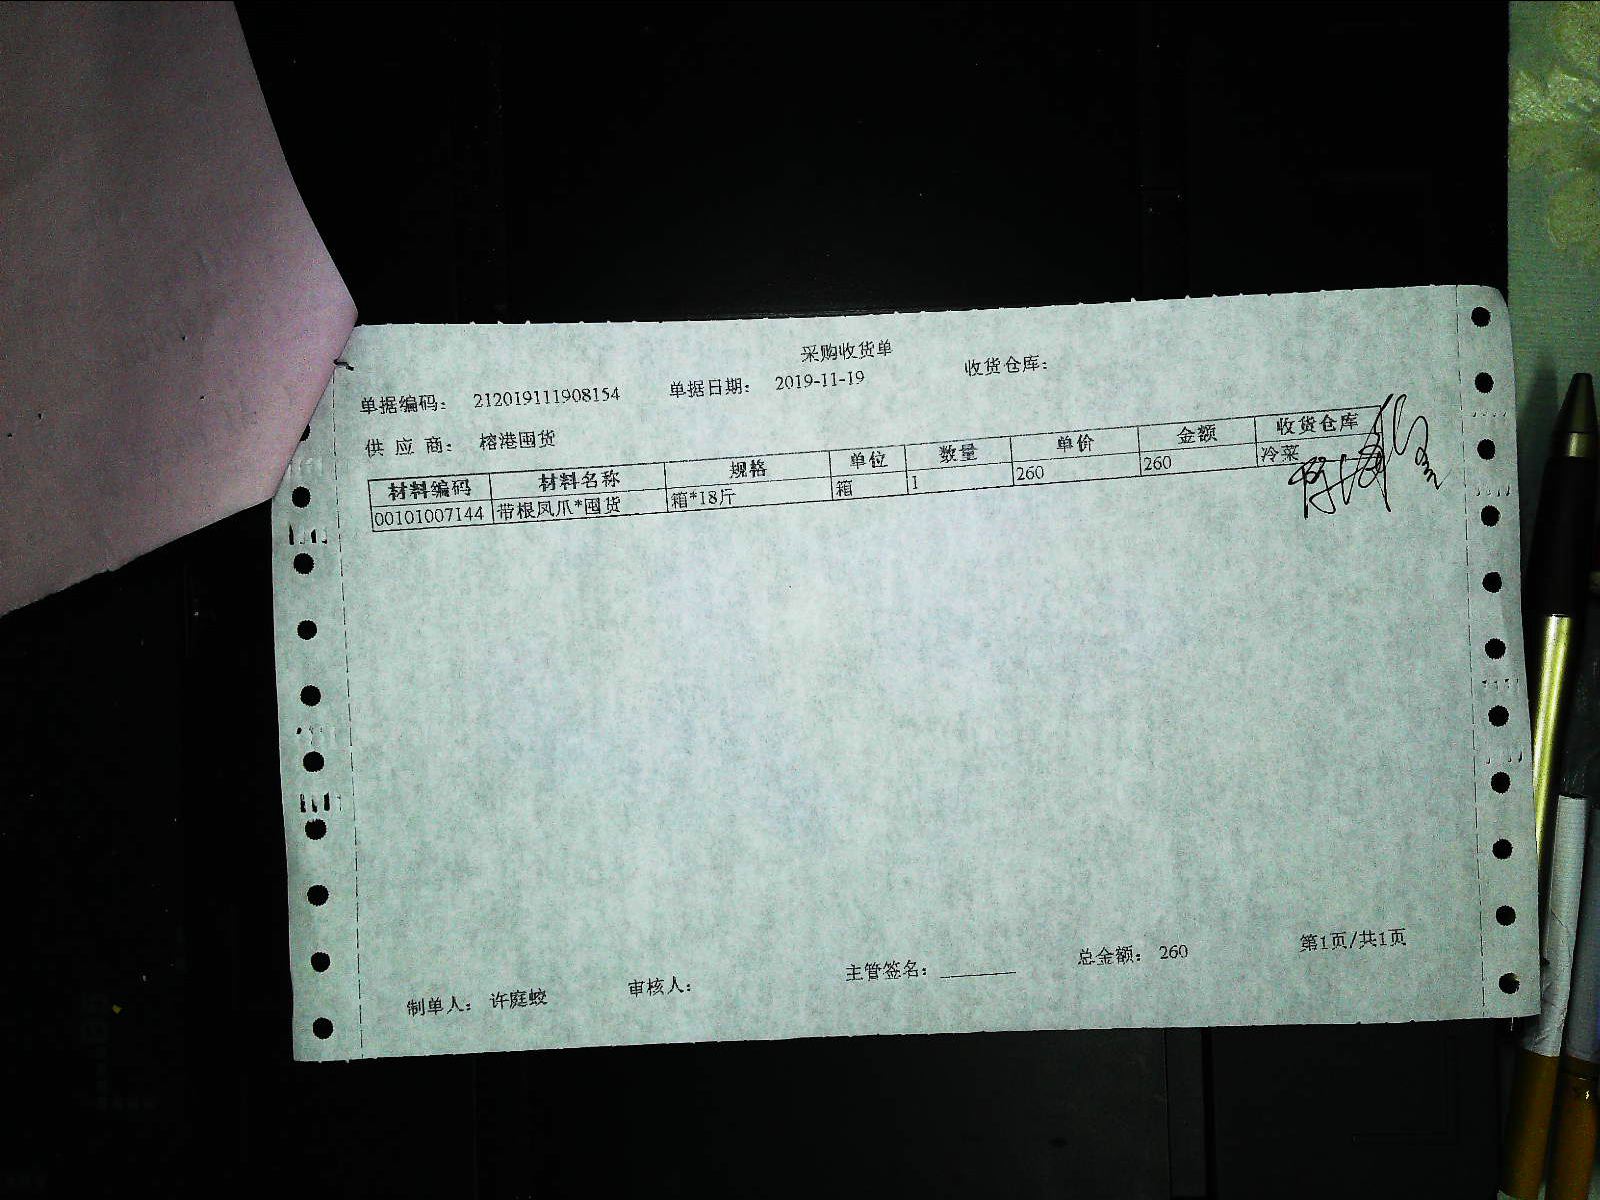 采购收货单
单据编码： 212019111908154 单据日期： 2019-11-19 收货仓库：
供 应 商： 榕港囤货
材料编码 材料名称 规格 单位 数量 单价 金额 收货仓库
00101007144 带根凤爪*囤货 箱*18斤 箱 1 260 260 冷菜
制单人： 许庭蛟 审核人： 主管签名： 总金额： 260 第1页/共1页